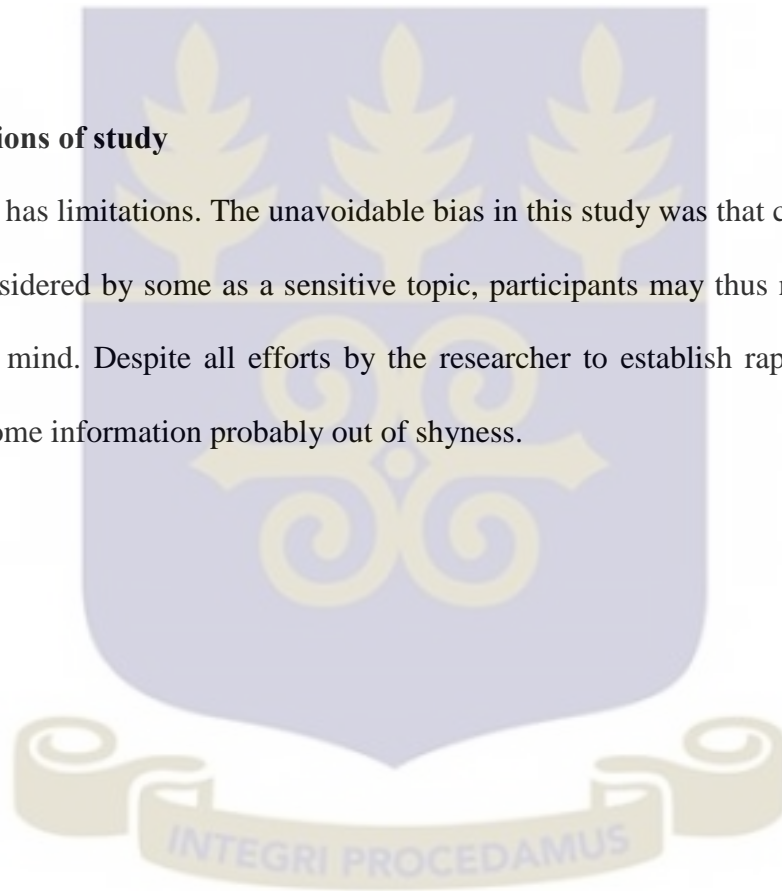 ions of study
has limitations. The unavoidable bias in this study was that c
sidered by some as a sensitive topic, participants may thus
mind. Despite all efforts by the researcher to establish rap
ome information probably out of shyness.
INTEGRI PROCEDAMUS